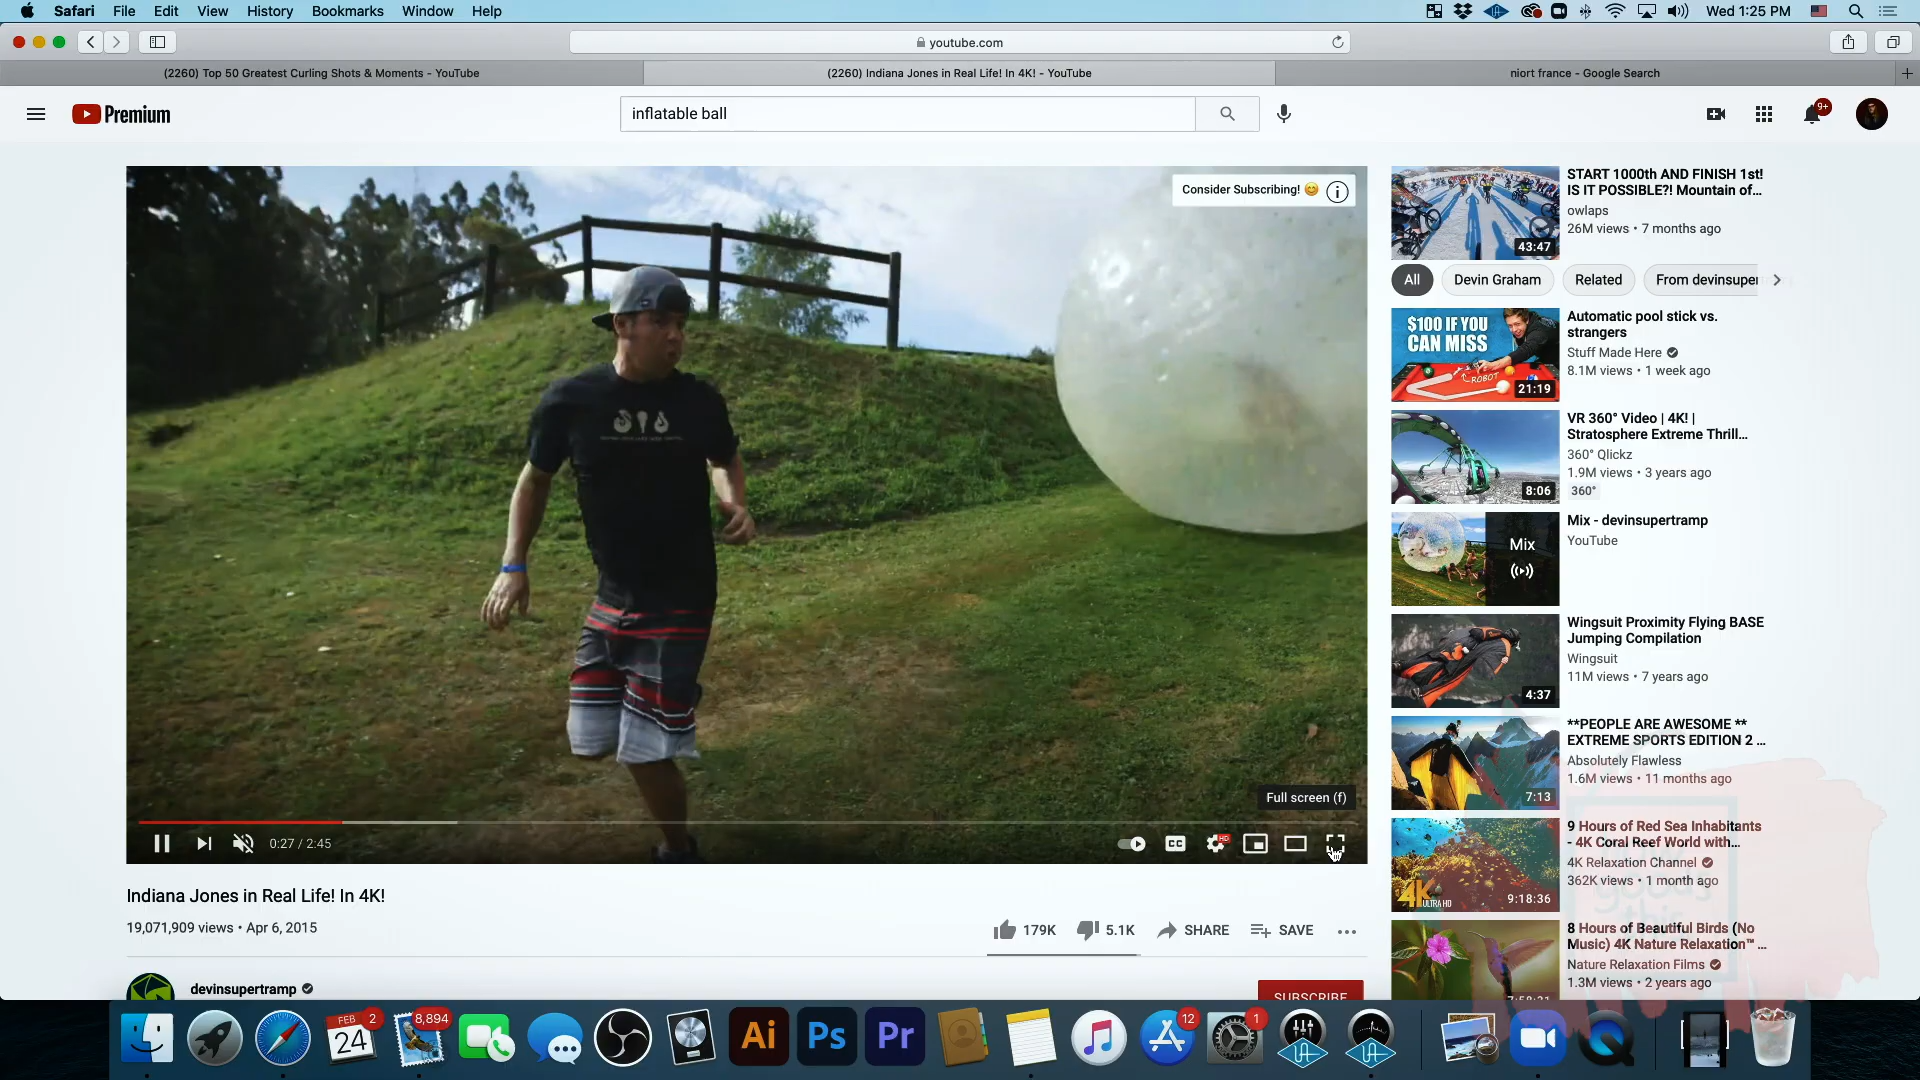 Safari File Edit View History Bookmarks Window Help
Wed 1:25 PM
youtube.com
(2260) Top 50 Greatest Curling Shots & Moments - YouTube
(2260) Indiana Jones in Real Life! In 4K! - YouTube
niort france - Google Search
Premium
inflatable ball
9+
Consider Subscribing! 😊
Full screen (f)
0:27 / 2:45
CC
HD
Indiana Jones in Real Life! In 4K!
19,071,909 views • Apr 6, 2015
179K 5.1K SHARE SAVE
devinsupertramp
SUBSCRIBE
START 1000th AND FINISH 1st!
IS IT POSSIBLE?! Mountain of...
owlaps
26M views • 7 months ago
43:47
All Devin Graham Related From devinsuper
$100 IF YOU
CAN MISS
ROBOT
21:19
Automatic pool stick vs.
strangers
Stuff Made Here
8.1M views • 1 week ago
8:06
VR 360° Video | 4K! |
Stratosphere Extreme Thrill...
360° Qlickz
1.9M views • 3 years ago
360°
Mix
Mix - devinsupertramp
YouTube
4:37
Wingsuit Proximity Flying BASE
Jumping Compilation
Wingsuit
11M views • 7 years ago
7:13
**PEOPLE ARE AWESOME **
EXTREME SPORTS EDITION 2 ...
Absolutely Flawless
1.6M views • 11 months ago
4K
ULTRA HD
9:18:36
9 Hours of Red Sea Inhabitants
- 4K Coral Reef World with...
4K Relaxation Channel
362K views • 1 month ago
8 Hours of Beautiful Birds (No
Music) 4K Nature Relaxation™ ...
Nature Relaxation Films
1.3M views • 2 years ago
FEB
24
2
8,894
Ai
Ps
Pr
12
1